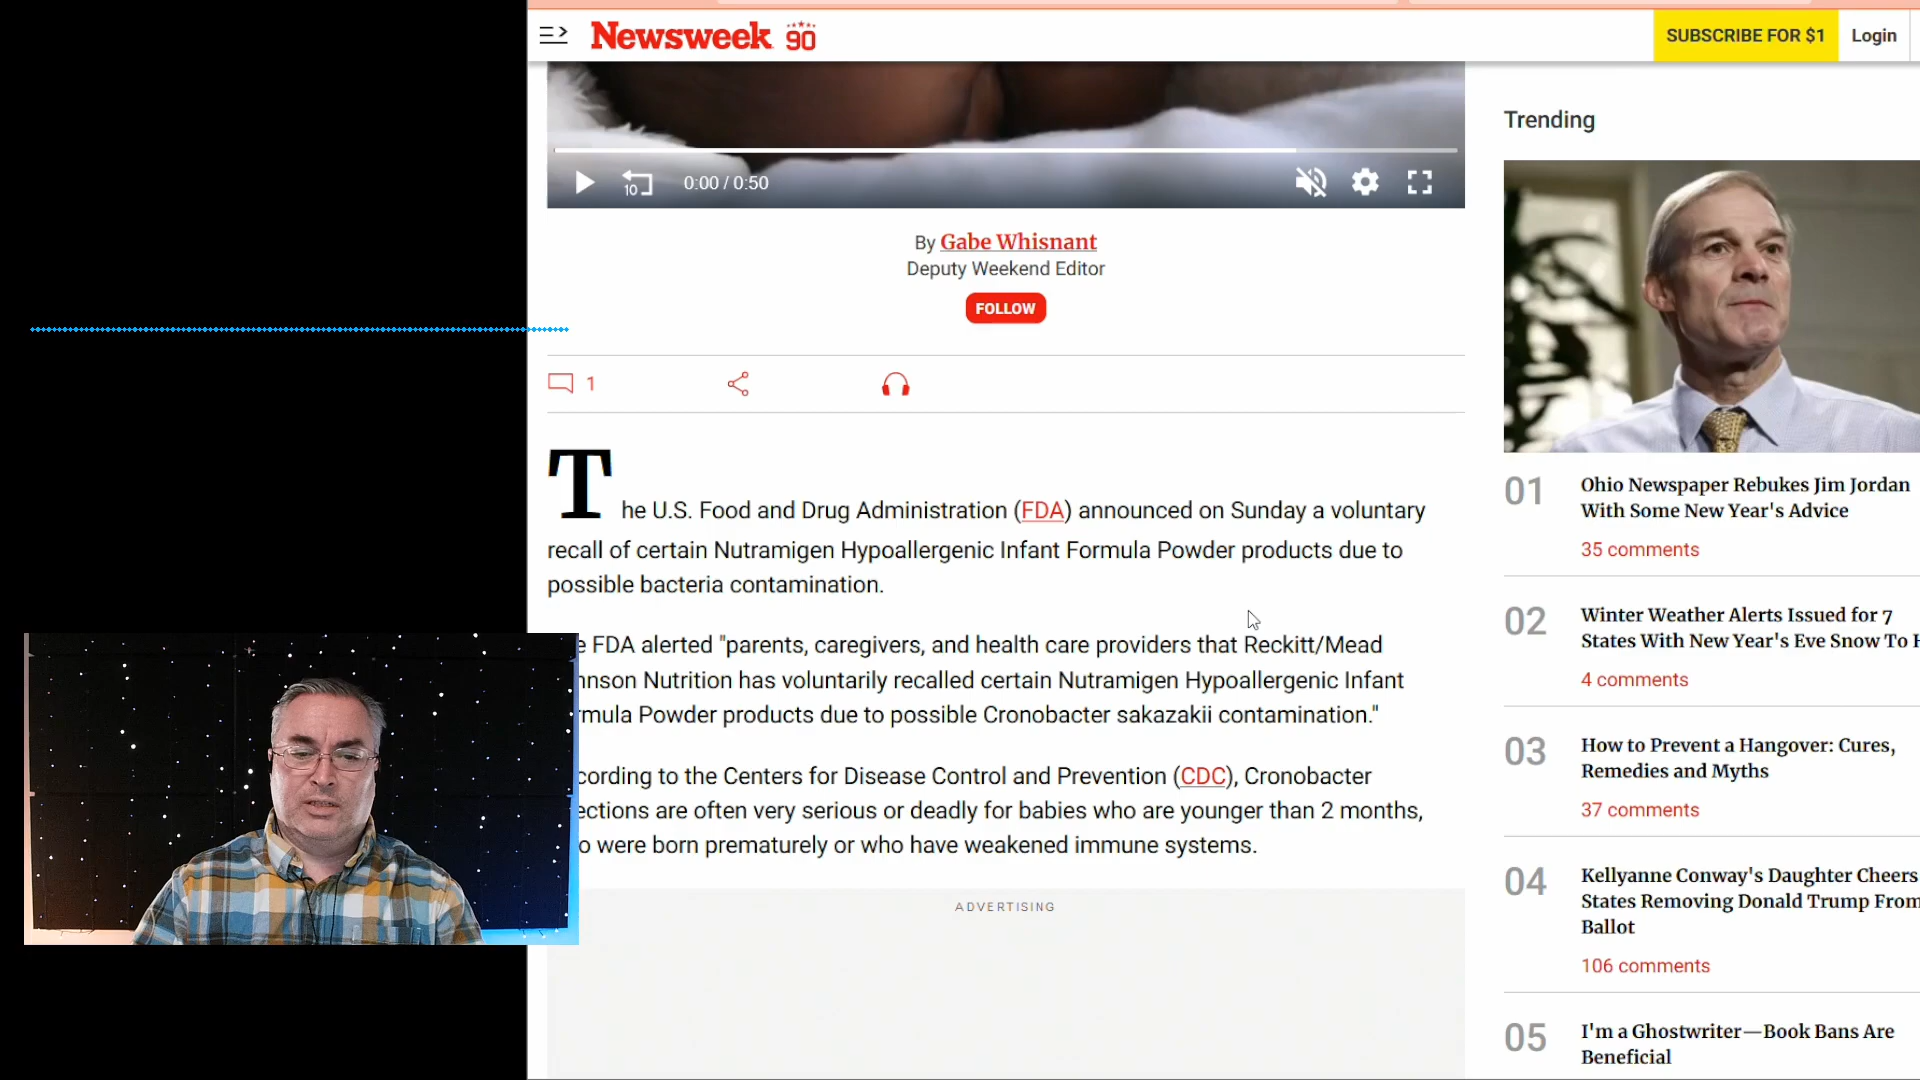 Newsweek 90
SUBSCRIBE FOR $1
Login
10
0:00 / 0:50
By Gabe Whisnant
Deputy Weekend Editor
FOLLOW
1
The U.S. Food and Drug Administration (FDA) announced on Sunday a voluntary
recall of certain Nutramigen Hypoallergenic Infant Formula Powder products due to
possible bacteria contamination.
e FDA alerted "parents, caregivers, and health care providers that Reckitt/Mead
nnson Nutrition has voluntarily recalled certain Nutramigen Hypoallergenic Infant
rmula Powder products due to possible Cronobacter sakazakii contamination."
cording to the Centers for Disease Control and Prevention (CDC), Cronobacter
ections are often very serious or deadly for babies who are younger than 2 months,
o were born prematurely or who have weakened immune systems.
ADVERTISING
Trending
01
Ohio Newspaper Rebukes Jim Jordan
With Some New Year's Advice
35 comments
02
Winter Weather Alerts Issued for 7
States With New Year's Eve Snow To
4 comments
03
How to Prevent a Hangover: Cures,
Remedies and Myths
37 comments
04
Kellyanne Conway's Daughter Cheers
States Removing Donald Trump From
Ballot
106 comments
05
I'm a Ghostwriter—Book Bans Are
Beneficial